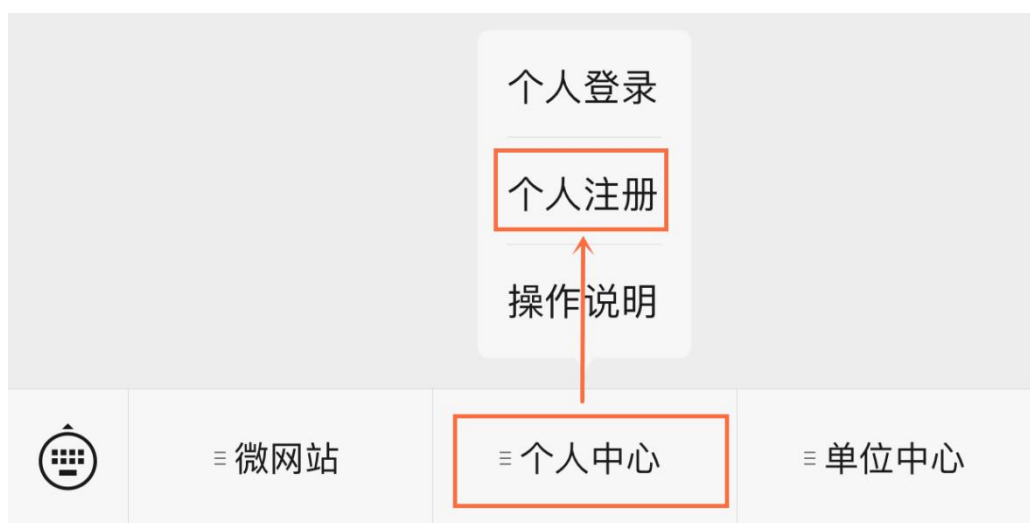 个人登录
个人注册
操作说明
微网站
个人中心
单位中心